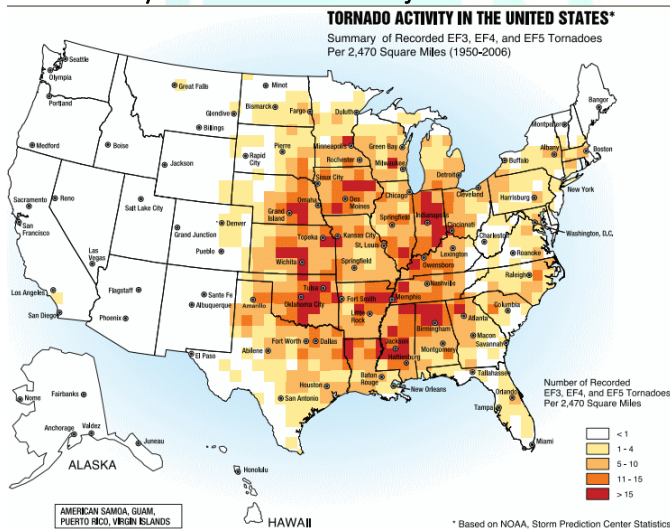 TORNADO ACTIVITY IN THE UNITED STATES*
Summary of Recorded EF3, EF4, and EF5 Tornadoes
Per 2,470 Square Miles (1950-2006)
Seattle
Olympia
Portland
Medford
Boise
Great Falls
Glendive
Billings
Minot
Bismarck
Fargo
Duluth
Pierre
Rapid
City
Minneapolis
Rochester
Green Bay
Milwaukee
Detroit
Buffalo
Montpelier
Bangor
Albany
Boston
New York
Harrisburg
Washington, D.C.
Cleveland
Chicago
Jackson
Sioux City
Omaha
Des
Moines
Grand
Island
Sacramento
Reno
San
Francisco
Salt Lake City
Grand Junction
Denver
Pueblo
Topeka
Kansas City
St. Louis
Springfield
Indianapolis
Cincinnati
Charleston
Lexington
Roanoke
Owensboro
Las
Vegas
Wichita
Springfield
Nashville
Raleigh
Los Angeles
San Diego
Flagstaff
Phoenix
Santa Fe
Albuquerque
Amarillo
Tulsa
Oklahoma City
Fort Smith
Little
Rock
Memphis
Birmingham
Atlanta
Columbia
Macon
Savannah
Montgomery
El Paso
Abilene
Fort Worth
Dallas
Jackson
Hattiesburg
Houston
San Antonio
Baton
Rouge
New Orleans
Tallahassee
Orlando
Tampa
Miami
Nome
Fairbanks
Anchorage
Valdez
Juneau
ALASKA
Honolulu
HAWAII
AMERICAN SAMOA, GUAM,
PUERTO RICO, VIRGIN ISLANDS
Number of Recorded
EF3, EF4, and EF5 Tornadoes
Per 2,470 Square Miles
< 1
1 - 4
5 - 10
11 - 15
> 15
* Based on NOAA, Storm Prediction Center Statistics